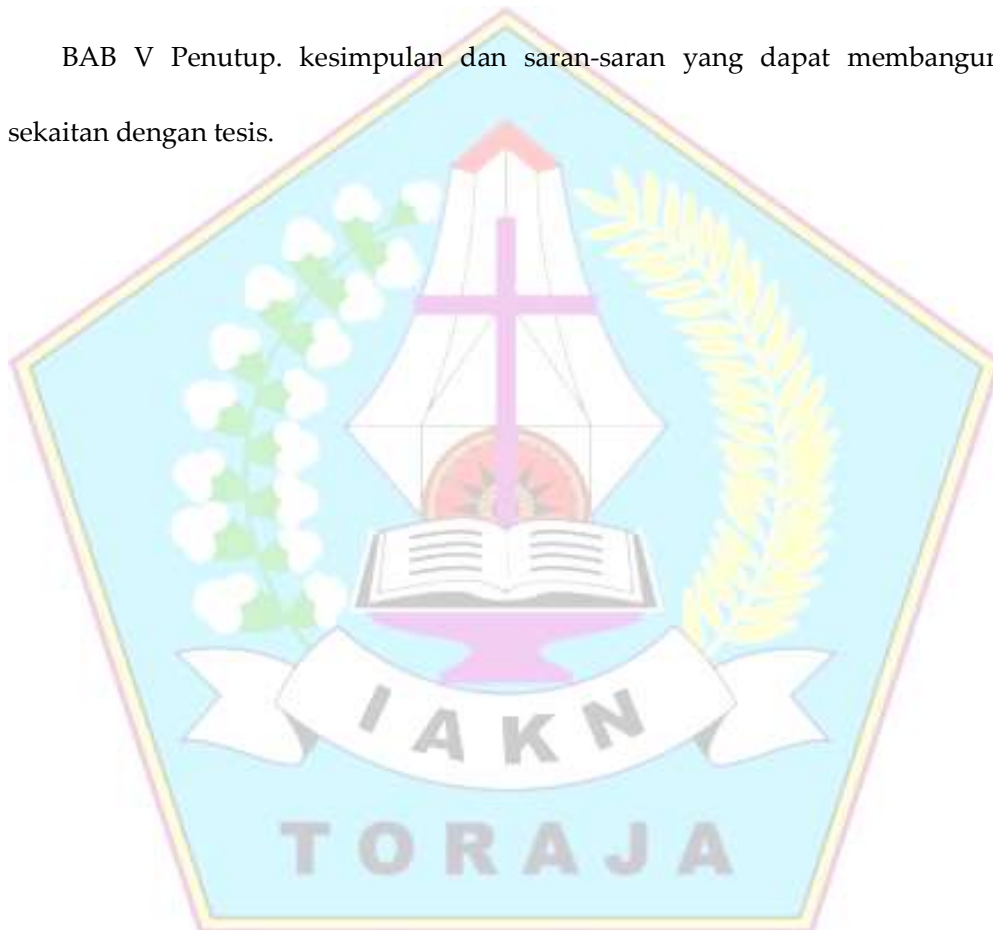 BAB V Penutup. kesimpulan dan saran-saran yang dapat membangun
sekaitan dengan tesis.
IAKN
TORAJA